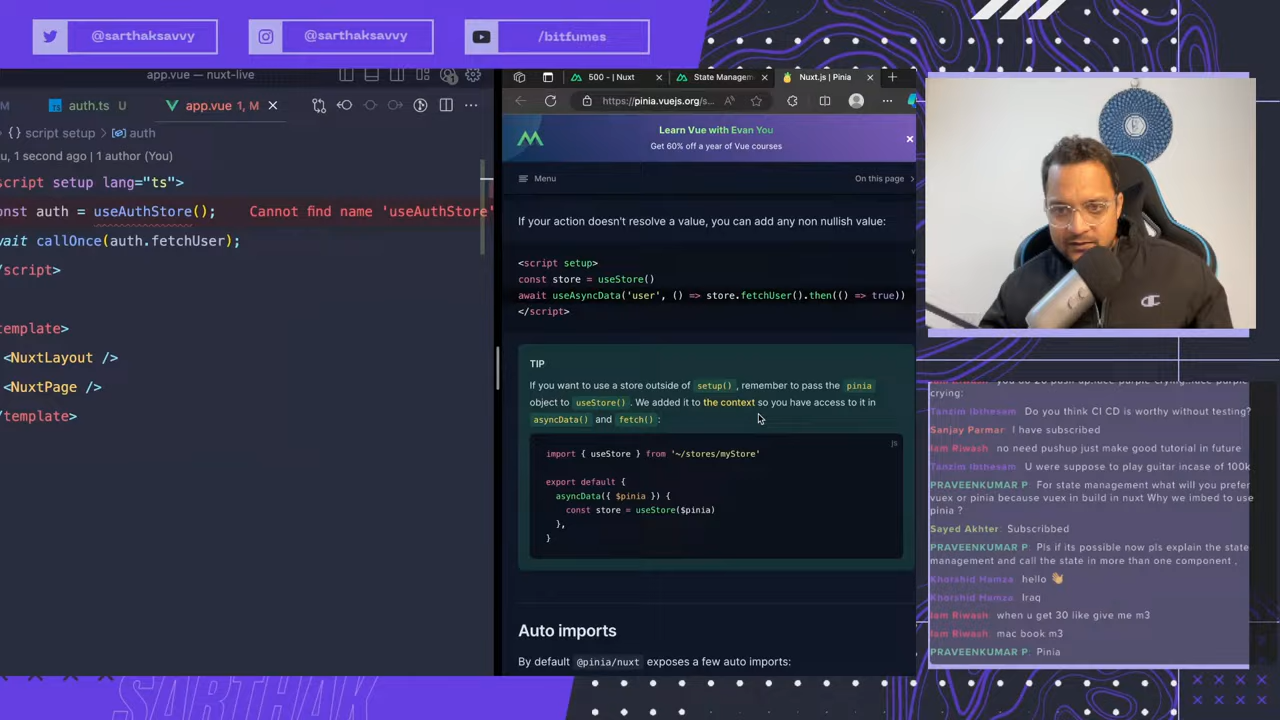 @sarthaksavvy
@sarthaksavvy
/bitfumes
app.vue — nuxt-live
M
TS auth.ts U
app.vue 1, M
{ } script setup
auth
u, 1 second ago | 1 author (You)
script setup lang="ts">
onst auth = useAuthStore(); Cannot find name 'useAuthStore'
wait callOnce(auth.fetchUser);
/script>
template>
<NuxtLayout />
<NuxtPage />
/template>
500 - | Nuxt
State Managem
Nuxt.js | Pinia
https://pinia.vuejs.org/s...
Learn Vue with Evan You
Get 60% off a year of Vue courses
Menu
On this page
If your action doesn't resolve a value, you can add any non nullish value:
<script setup>
const store = useStore()
await useAsyncData('user', () => store.fetchUser().then(() => true))
</script>
TIP
If you want to use a store outside of setup(), remember to pass the pinia
object to useStore(). We added it to the context so you have access to it in
asyncData() and fetch():
js
import { useStore } from '~/stores/myStore'
export default {
asyncData({ $pinia }) {
const store = useStore($pinia)
},
}
Auto imports
By default @pinia/nuxt exposes a few auto imports:
crying:
Tanzim Ibthesam Do you think CI CD is worthy without testing?
Sanjay Parmar I have subscribed
Iam Riwash no need pushup just make good tutorial in future
Tanzim Ibthesam U were suppose to play guitar incase of 100k
PRAVEENKUMAR P For state management what will you prefer
vuex or pinia because vuex in build in nuxt Why we imbed to use
pinia ?
Sayed Akhter Subscribbed
PRAVEENKUMAR P Pls if its possible now pls explain the state
management and call the state in more than one component ,
Khorshid Hamza hello 👋
Khorshid Hamza Iraq
Iam Riwash when u get 30 like give me m3
Iam Riwash mac book m3
PRAVEENKUMAR P Pinia
SARTHAK